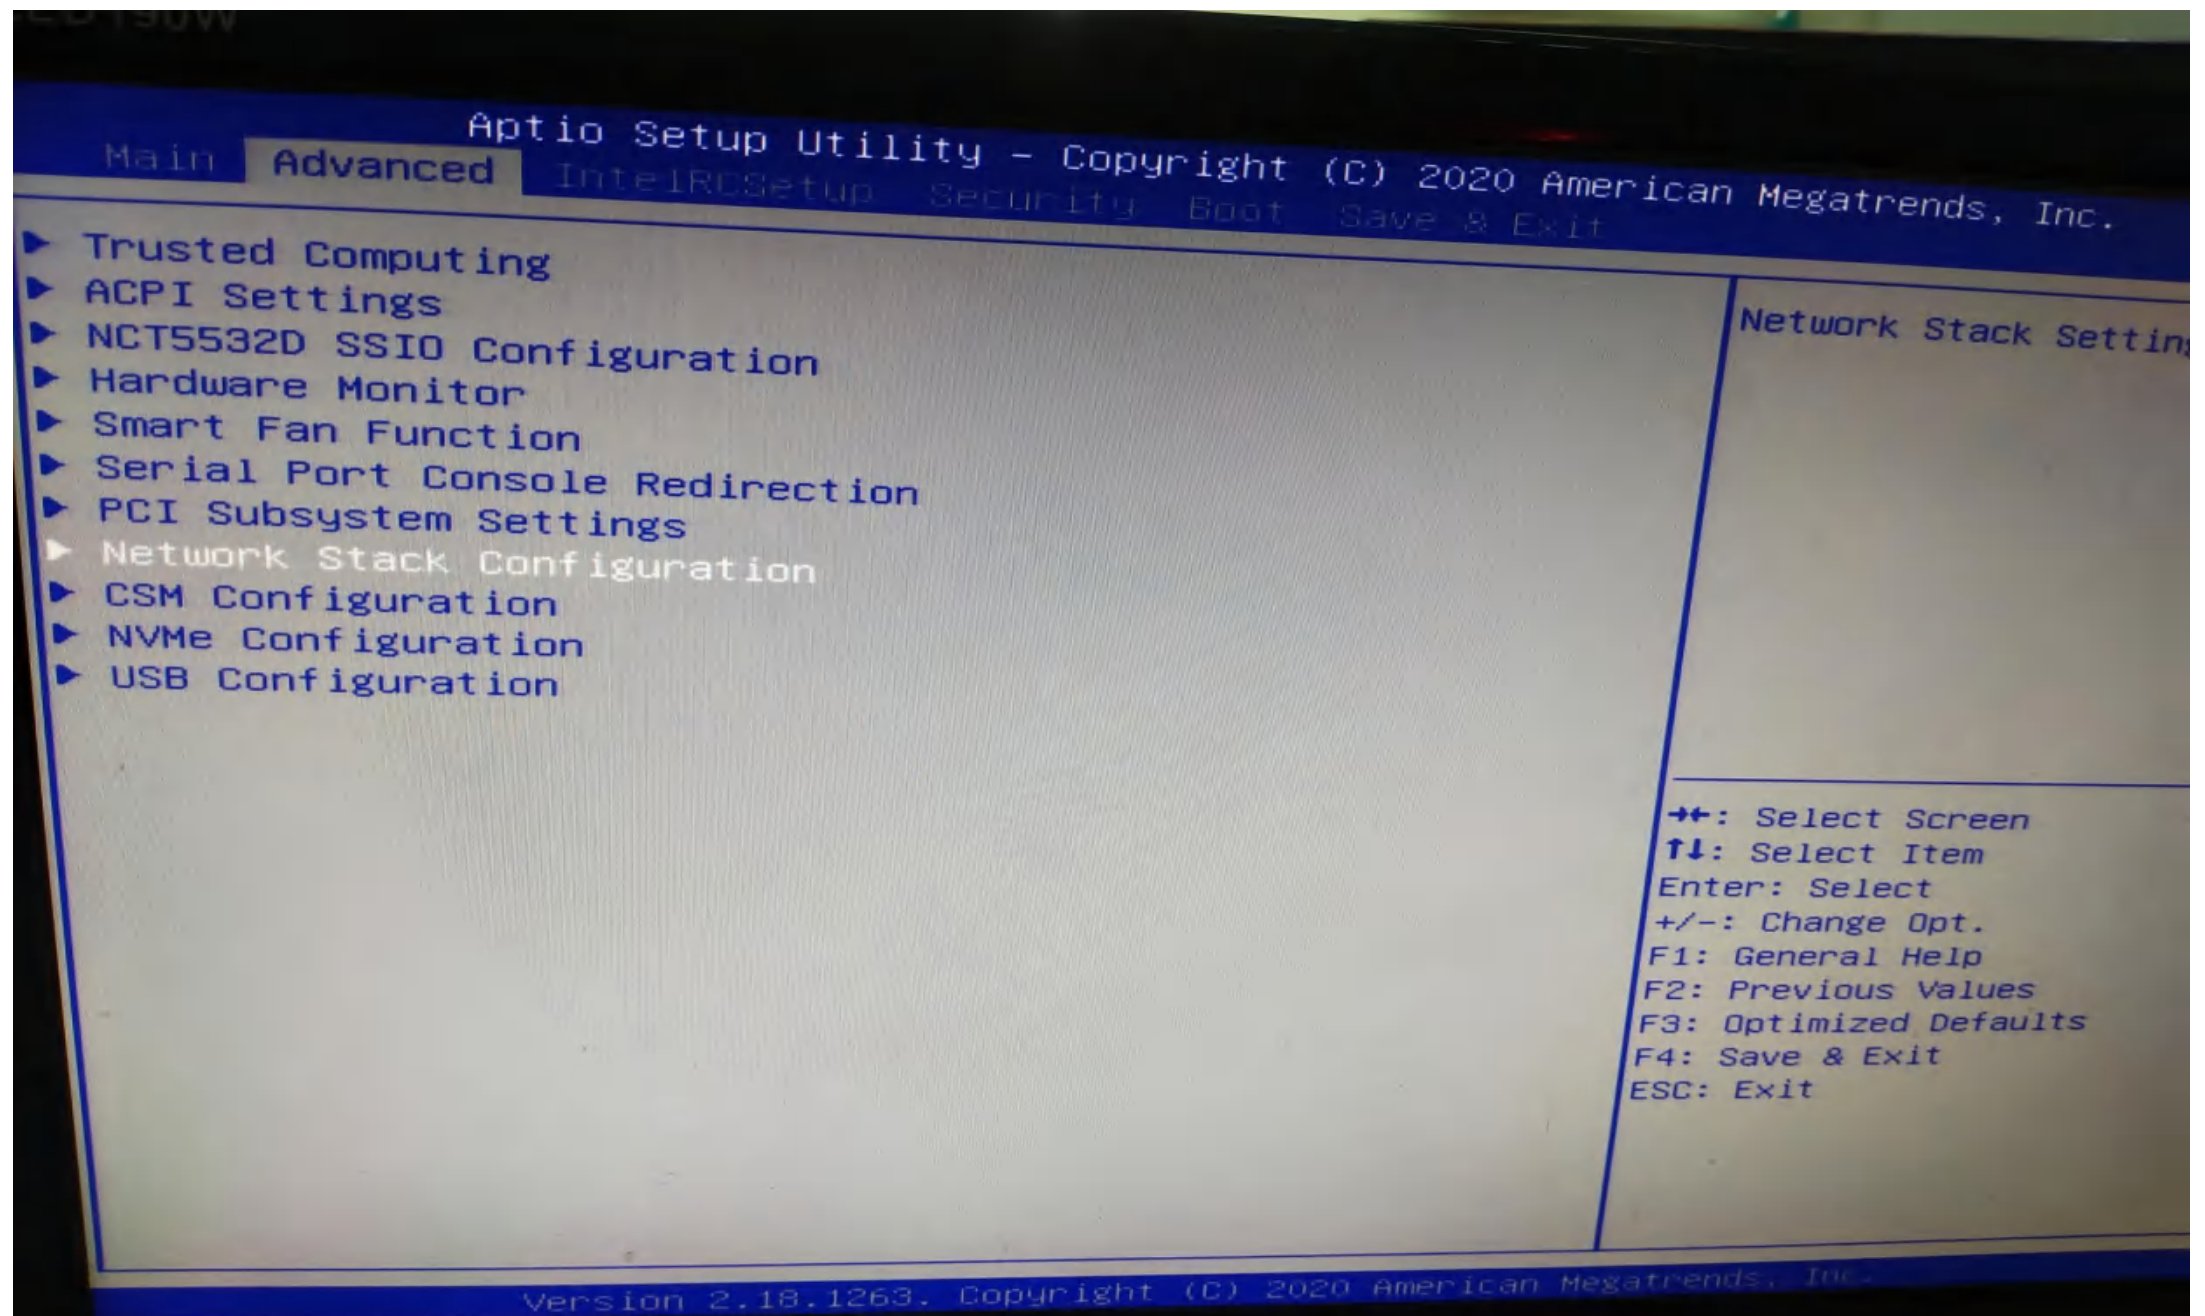 Aptio Setup Utility – Copyright (C) 2020 American Megatrends, Inc.
Main Advanced IntelRCSetup Security Boot Save & Exit
► Trusted Computing
► ACPI Settings
► NCT5532D SSIO Configuration
► Hardware Monitor
► Smart Fan Function
► Serial Port Console Redirection
► PCI Subsystem Settings
► Network Stack Configuration
► CSM Configuration
► NVMe Configuration
► USB Configuration
Network Stack Setting
→←: Select Screen
↑↓: Select Item
Enter: Select
+/-: Change Opt.
F1: General Help
F2: Previous Values
F3: Optimized Defaults
F4: Save & Exit
ESC: Exit
Version 2.18.1263. Copyright (C) 2020 American Megatrends, Inc.